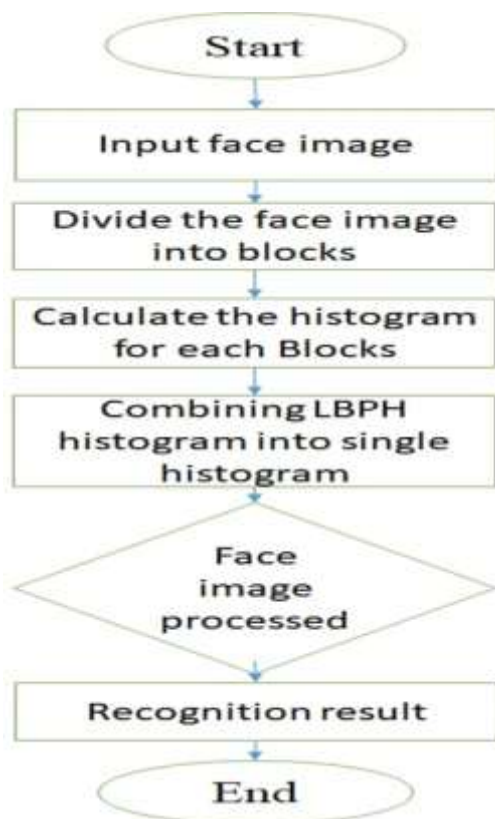 Start
Input face image
Divide the face image
into blocks
Calculate the histogram
for each Blocks
Combining LBPH
histogram into single
histogram
Face
image
processed
Recognition result
End